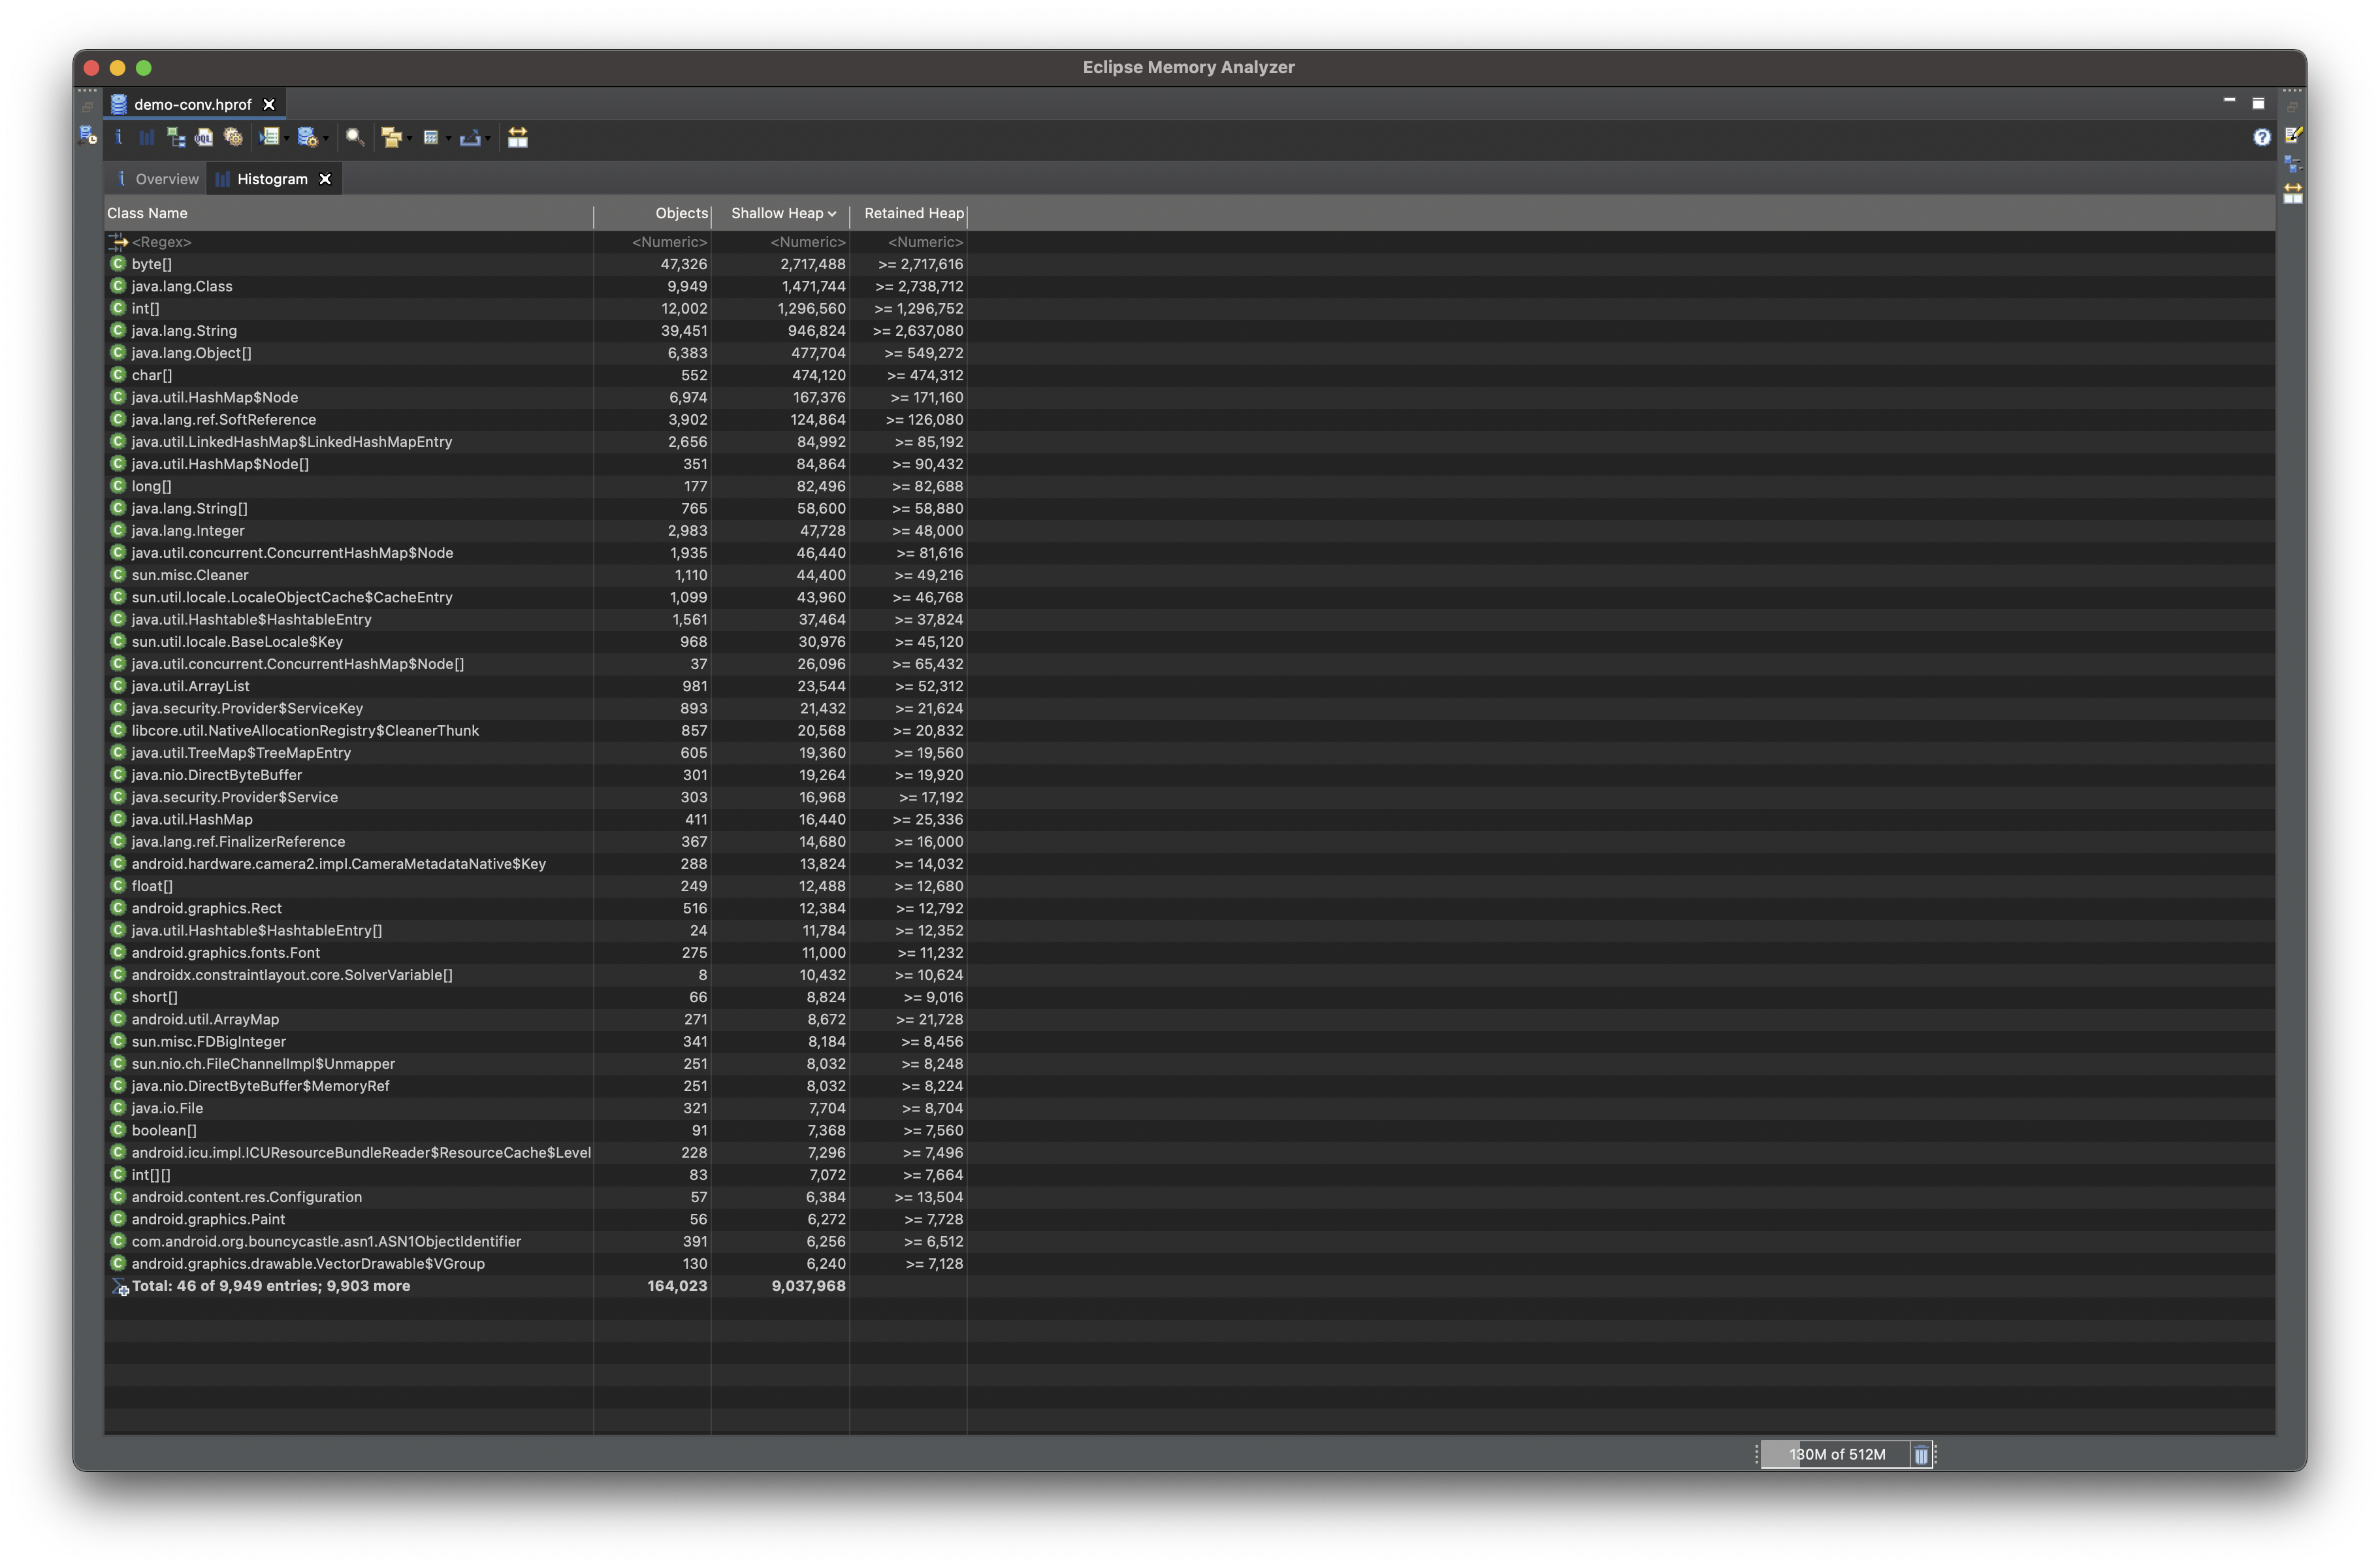 Eclipse Memory Analyzer
demo-conv.hprof
Overview Histogram
Class Name Objects Shallow Heap Retained Heap
<Regex> <Numeric> <Numeric> <Numeric>
byte[] 47,326 2,717,488 >= 2,717,616
java.lang.Class 9,949 1,471,744 >= 2,738,712
int[] 12,002 1,296,560 >= 1,296,752
java.lang.String 39,451 946,824 >= 2,637,080
java.lang.Object[] 6,383 477,704 >= 549,272
char[] 552 474,120 >= 474,312
java.util.HashMap$Node 6,974 167,376 >= 171,160
java.lang.ref.SoftReference 3,902 124,864 >= 126,080
java.util.LinkedHashMap$LinkedHashMapEntry 2,656 84,992 >= 85,192
java.util.HashMap$Node[] 351 84,864 >= 90,432
long[] 177 82,496 >= 82,688
java.lang.String[] 765 58,600 >= 58,880
java.lang.Integer 2,983 47,728 >= 48,000
java.util.concurrent.ConcurrentHashMap$Node 1,935 46,440 >= 81,616
sun.misc.Cleaner 1,110 44,400 >= 49,216
sun.util.locale.LocaleObjectCache$CacheEntry 1,099 43,960 >= 46,768
java.util.Hashtable$HashtableEntry 1,561 37,464 >= 37,824
sun.util.locale.BaseLocale$Key 968 30,976 >= 45,120
java.util.concurrent.ConcurrentHashMap$Node[] 37 26,096 >= 65,432
java.util.ArrayList 981 23,544 >= 52,312
java.security.Provider$ServiceKey 893 21,432 >= 21,624
libcore.util.NativeAllocationRegistry$CleanerThunk 857 20,568 >= 20,832
java.util.TreeMap$TreeMapEntry 605 19,360 >= 19,560
java.nio.DirectByteBuffer 301 19,264 >= 19,920
java.security.Provider$Service 303 16,968 >= 17,192
java.util.HashMap 411 16,440 >= 25,336
java.lang.ref.FinalizerReference 367 14,680 >= 16,000
android.hardware.camera2.impl.CameraMetadataNative$Key 288 13,824 >= 14,032
float[] 249 12,488 >= 12,680
android.graphics.Rect 516 12,384 >= 12,792
java.util.Hashtable$HashtableEntry[] 24 11,784 >= 12,352
android.graphics.fonts.Font 275 11,000 >= 11,232
androidx.constraintlayout.core.SolverVariable[] 8 10,432 >= 10,624
short[] 66 8,824 >= 9,016
android.util.ArrayMap 271 8,672 >= 21,728
sun.misc.FDBigInteger 341 8,184 >= 8,456
sun.nio.ch.FileChannelImpl$Unmapper 251 8,032 >= 8,248
java.nio.DirectByteBuffer$MemoryRef 251 8,032 >= 8,224
java.io.File 321 7,704 >= 8,704
boolean[] 91 7,368 >= 7,560
android.icu.impl.ICUResourceBundleReader$ResourceCache$Level 228 7,296 >= 7,496
int[][] 83 7,072 >= 7,664
android.content.res.Configuration 57 6,384 >= 13,504
android.graphics.Paint 56 6,272 >= 7,728
com.android.org.bouncycastle.asn1.ASN1ObjectIdentifier 391 6,256 >= 6,512
android.graphics.drawable.VectorDrawable$VGroup 130 6,240 >= 7,128
Total: 46 of 9,949 entries; 9,903 more 164,023 9,037,968
130M of 512M